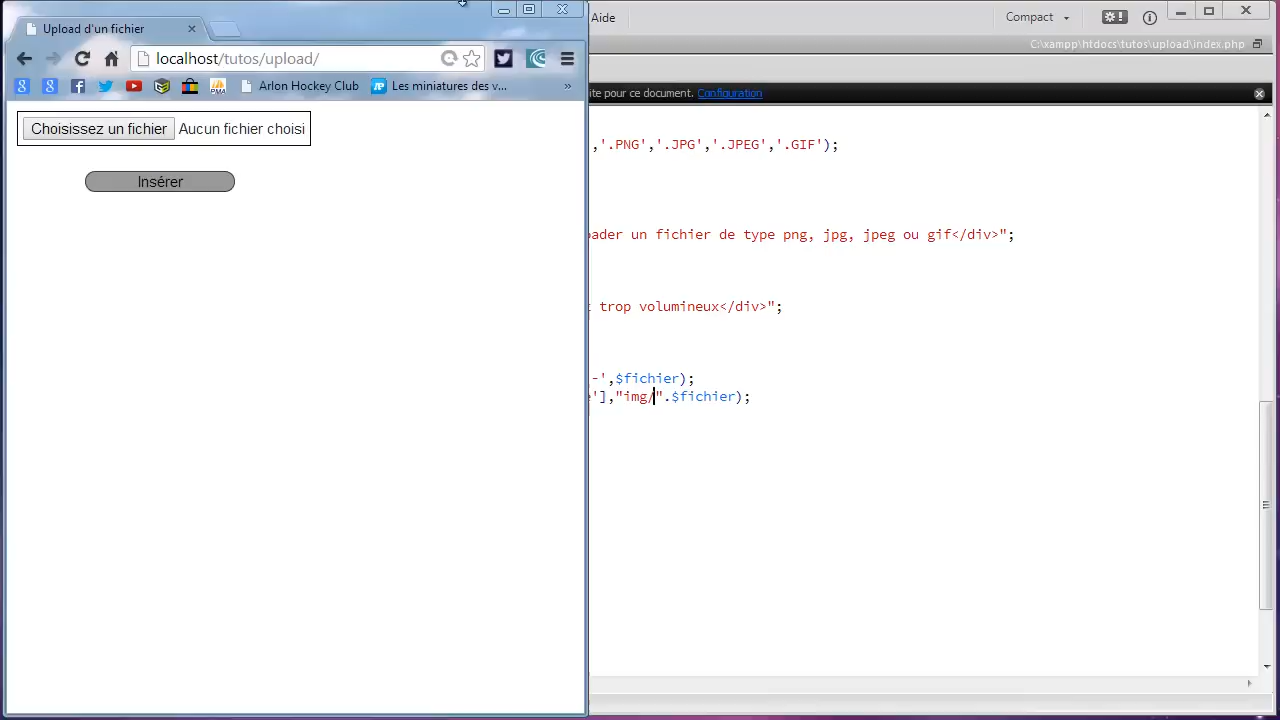 Upload d'un fichier
localhost/tutos/upload/
PMA
Arlon Hockey Club
Les miniatures des v...
»
Choisissez un fichier
Aucun fichier choisi
Insérer
Aide
Compact
C:\xampp\htdocs\tutos\upload\index.php
ite pour ce document. Configuration
,'.PNG','.JPG','.JPEG','.GIF');
ader un fichier de type png, jpg, jpeg ou gif</div>";
t trop volumineux</div>";
-',$fichier);
e'],"img/".$fichier);